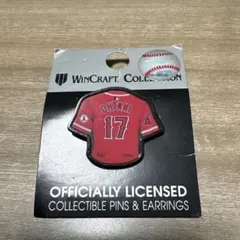 WINCRAFT COLLECTION
OHTANI
17
OFFICIALLY LICENSED
COLLECTIBLE PINS & EARRINGS